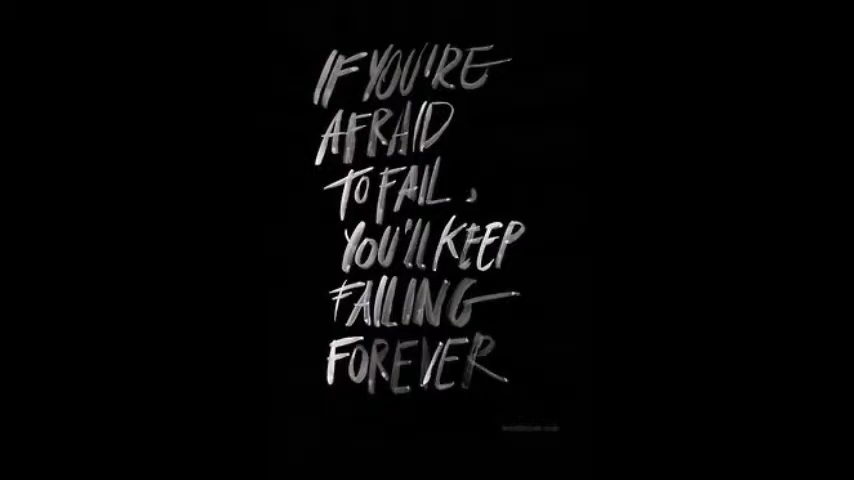 IF YOU'RE
AFRAID
TO FAIL,
YOU'LL KEEP
FAILING
FOREVER